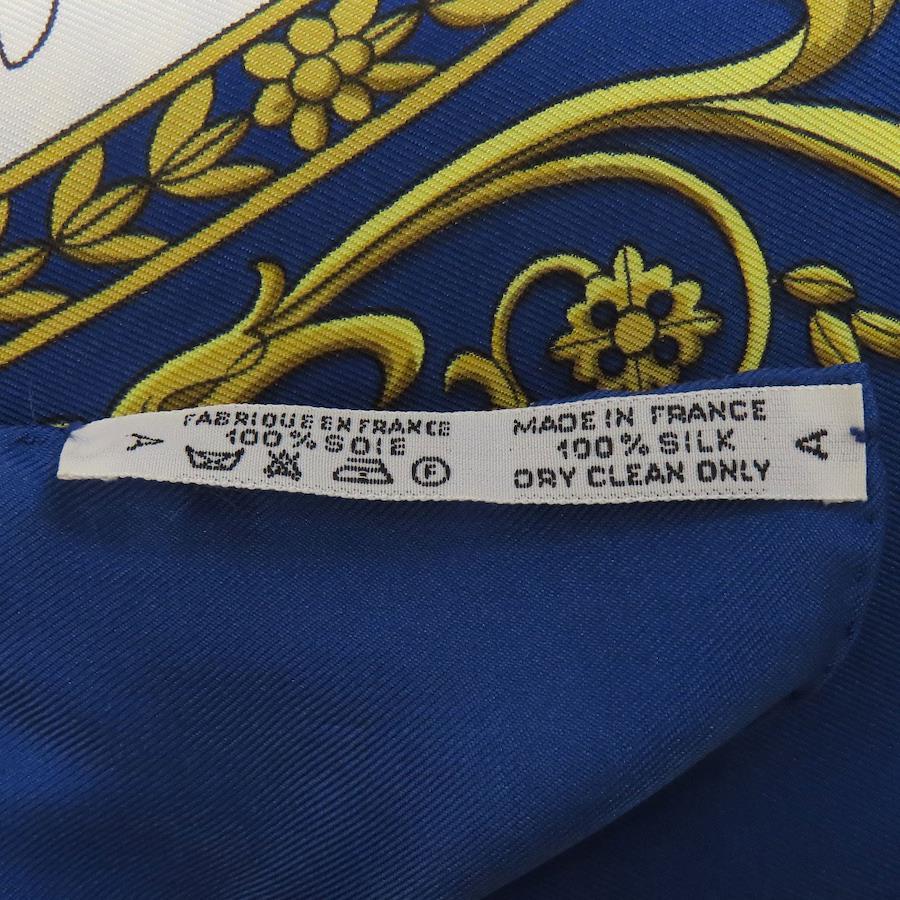 A
FABRIQUE EN FRANCE
100% SOIE
F
MADE IN FRANCE
100% SILK
DRY CLEAN ONLY
A